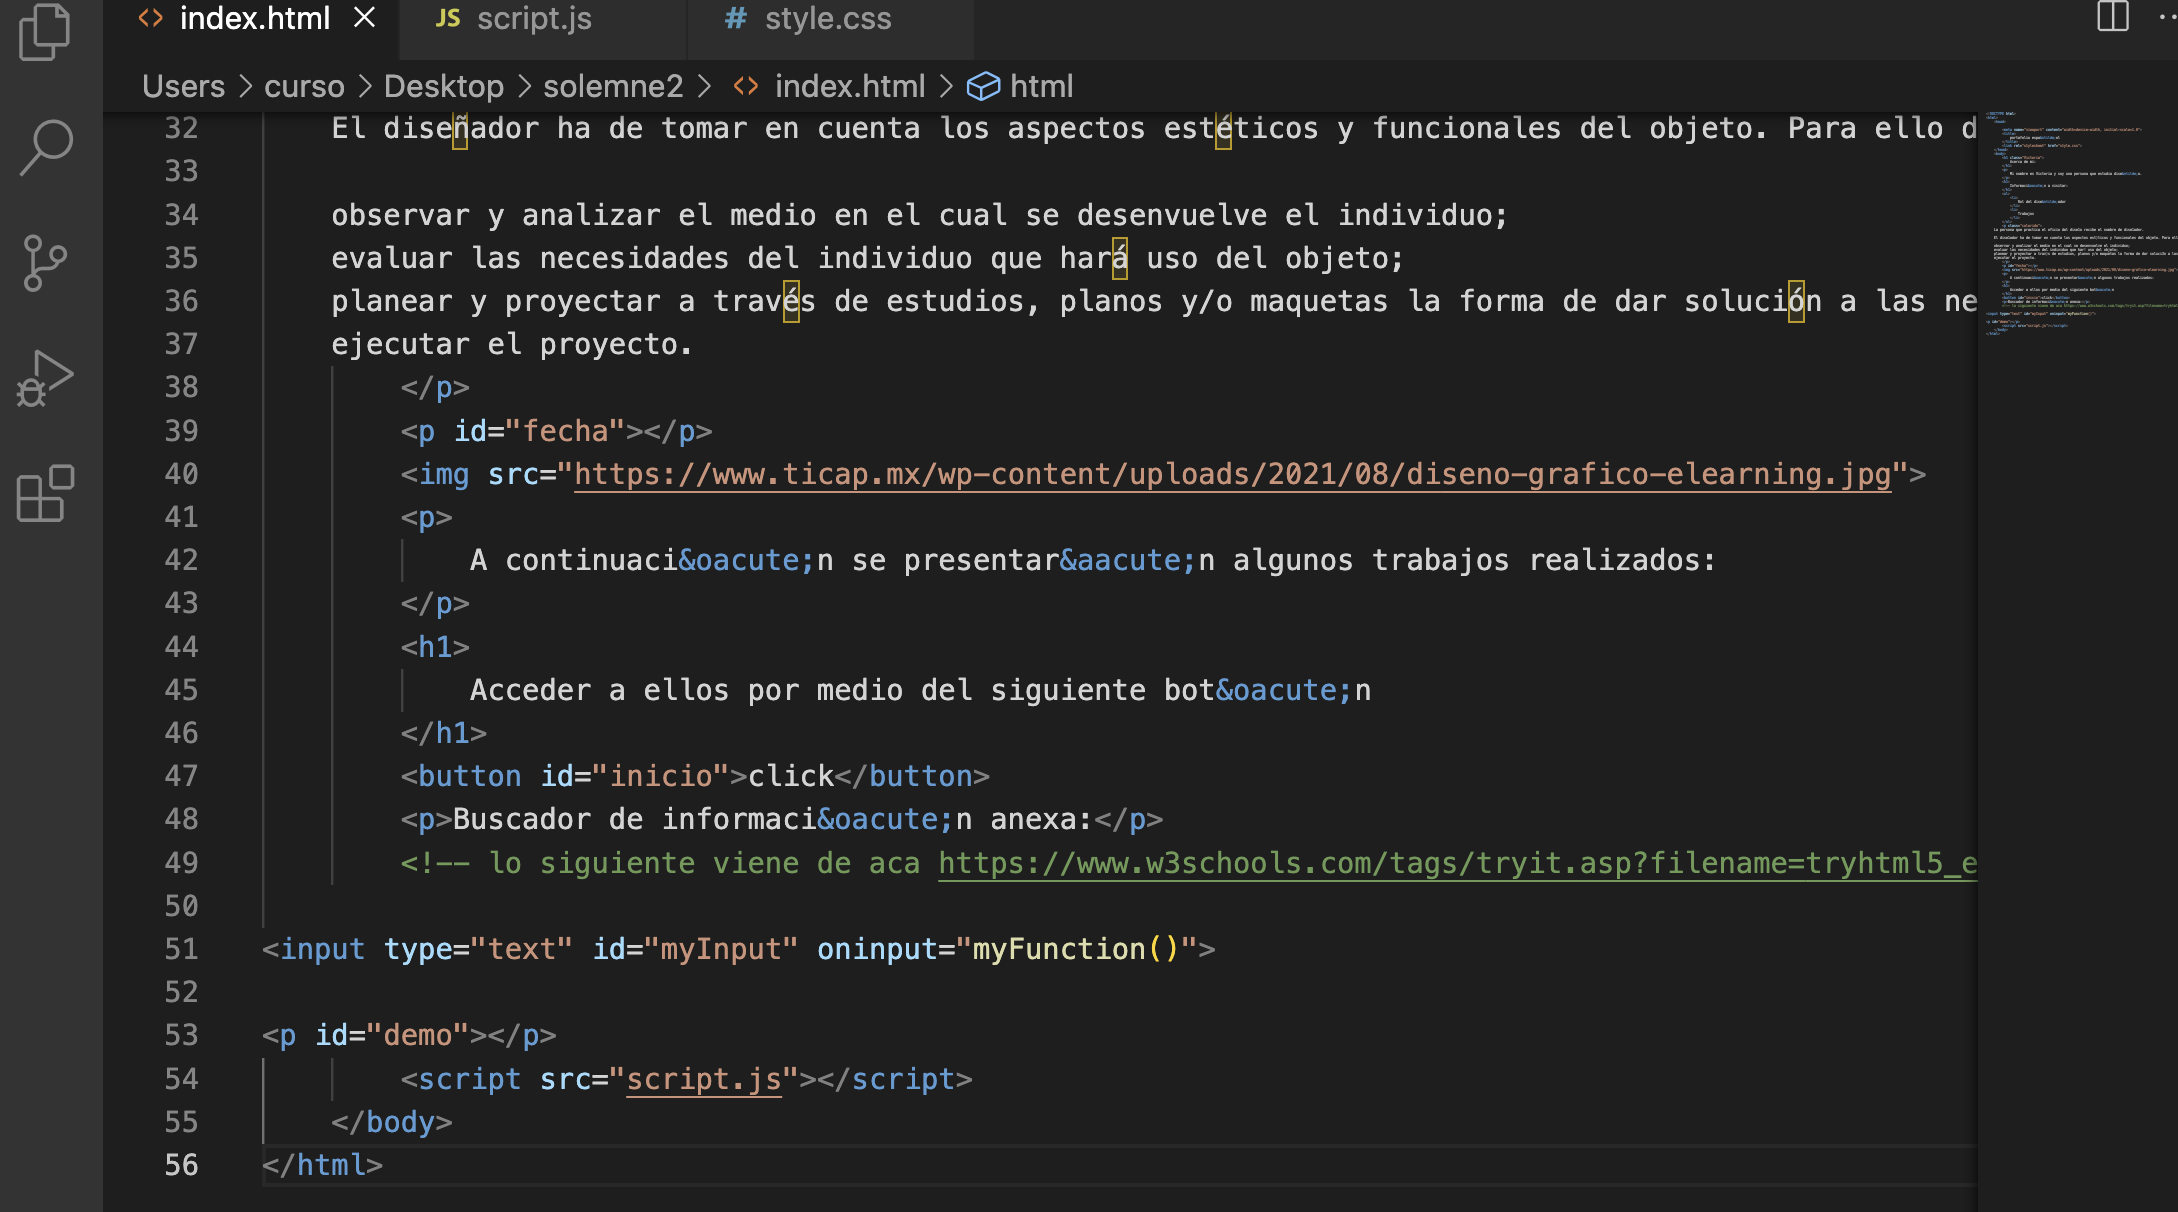 index.html JS script.js # style.css
Users > curso > Desktop > solemne2 > index.html > html
32 El diseñador ha de tomar en cuenta los aspectos estéticos y funcionales del objeto. Para ello d
33
34 observar y analizar el medio en el cual se desenvuelve el individuo;
35 evaluar las necesidades del individuo que hará uso del objeto;
36 planear y proyectar a través de estudios, planos y/o maquetas la forma de dar solución a las ne
37 ejecutar el proyecto.
38 </p>
39 <p id="fecha"></p>
40 <img src="https://www.ticap.mx/wp-content/uploads/2021/08/diseno-grafico-elearning.jpg">
41 <p>
42 A continuaci&oacute;n se presentar&aacute;n algunos trabajos realizados:
43 </p>
44 <h1>
45 Acceder a ellos por medio del siguiente bot&oacute;n
46 </h1>
47 <button id="inicio">click</button>
48 <p>Buscador de informaci&oacute;n anexa:</p>
49 <!-- lo siguiente viene de aca https://www.w3schools.com/tags/tryit.asp?filename=tryhtml5_e
50
51 <input type="text" id="myInput" oninput="myFunction()">
52
53 <p id="demo"></p>
54 <script src="script.js"></script>
55 </body>
56 </html>